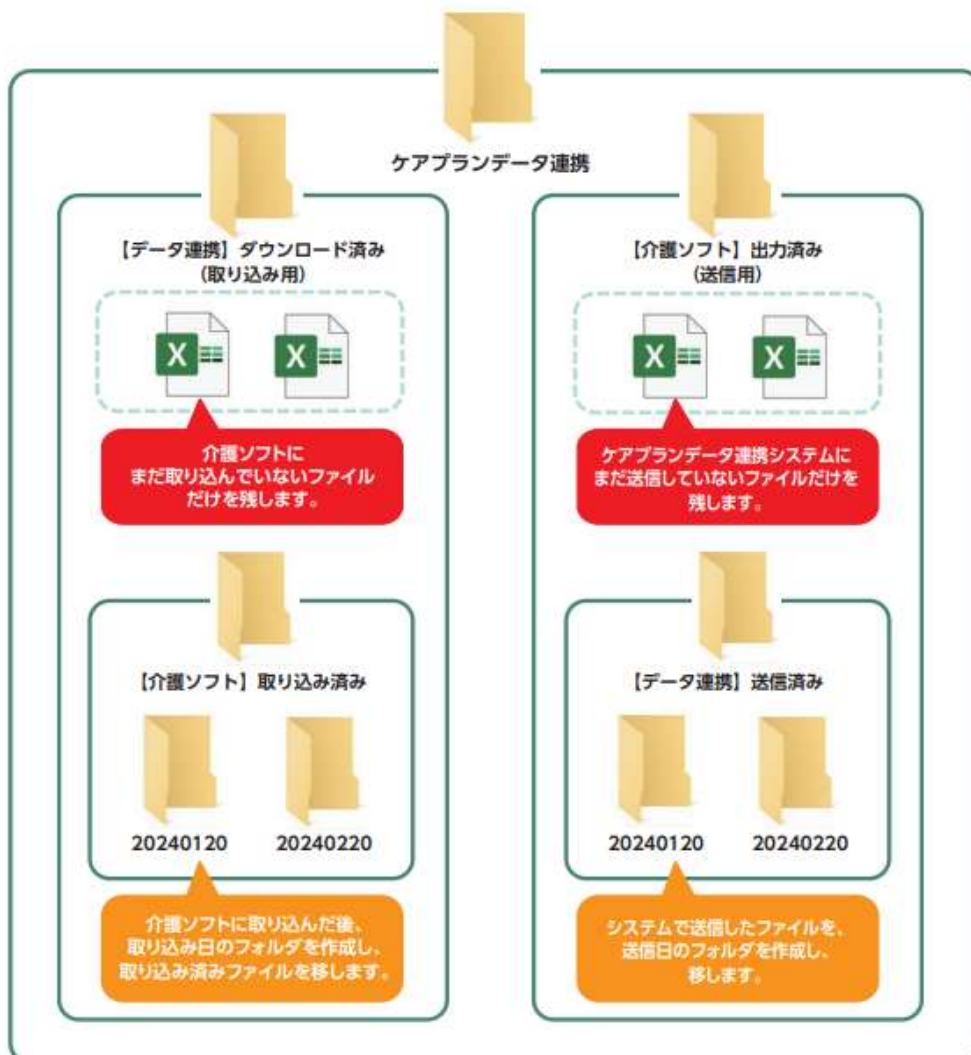 ケアプランデータ連携
【データ連携】ダウンロード済み
（取り込み用）
X
X
介護ソフトに
まだ取り込んでいないファイル
だけを残します。
【介護ソフト】取り込み済み
20240120
20240220
介護ソフトに取り込んだ後、
取り込み日のフォルダを作成し、
取り込み済みファイルを移します。
【介護ソフト】出力済み
（送信用）
X
X
ケアプランデータ連携システムに
まだ送信していないファイルだけを
残します。
【データ連携】送信済み
20240120
20240220
システムで送信したファイルを、
送信日のフォルダを作成し、
移します。